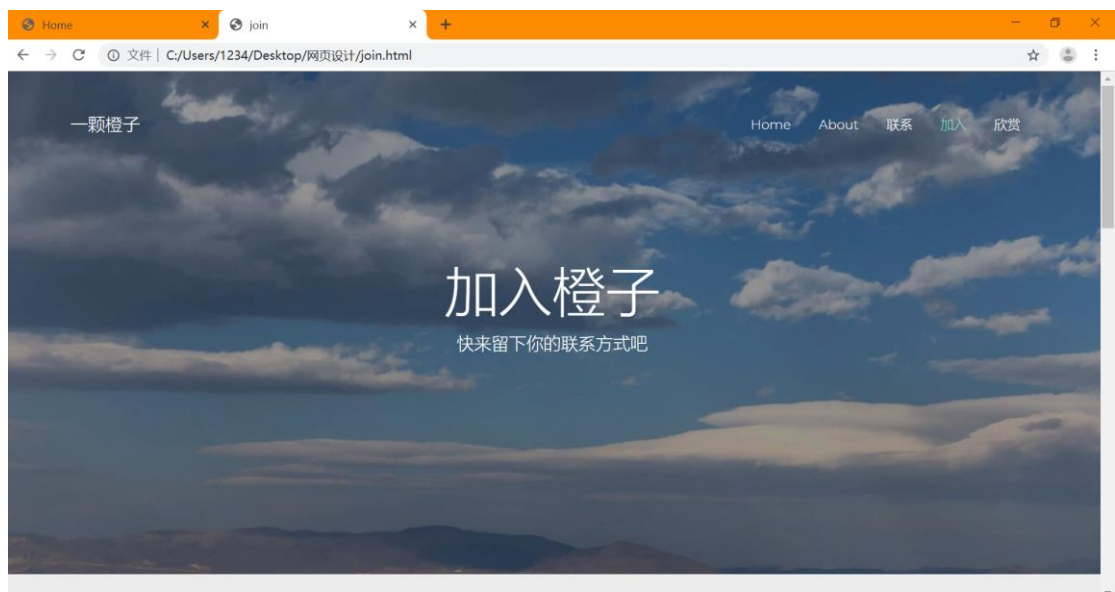 Home
join
文件 | C:/Users/1234/Desktop/网页设计/join.html
一颗橙子
Home About 联系 加入 欣赏
加入橙子
快来留下你的联系方式吧